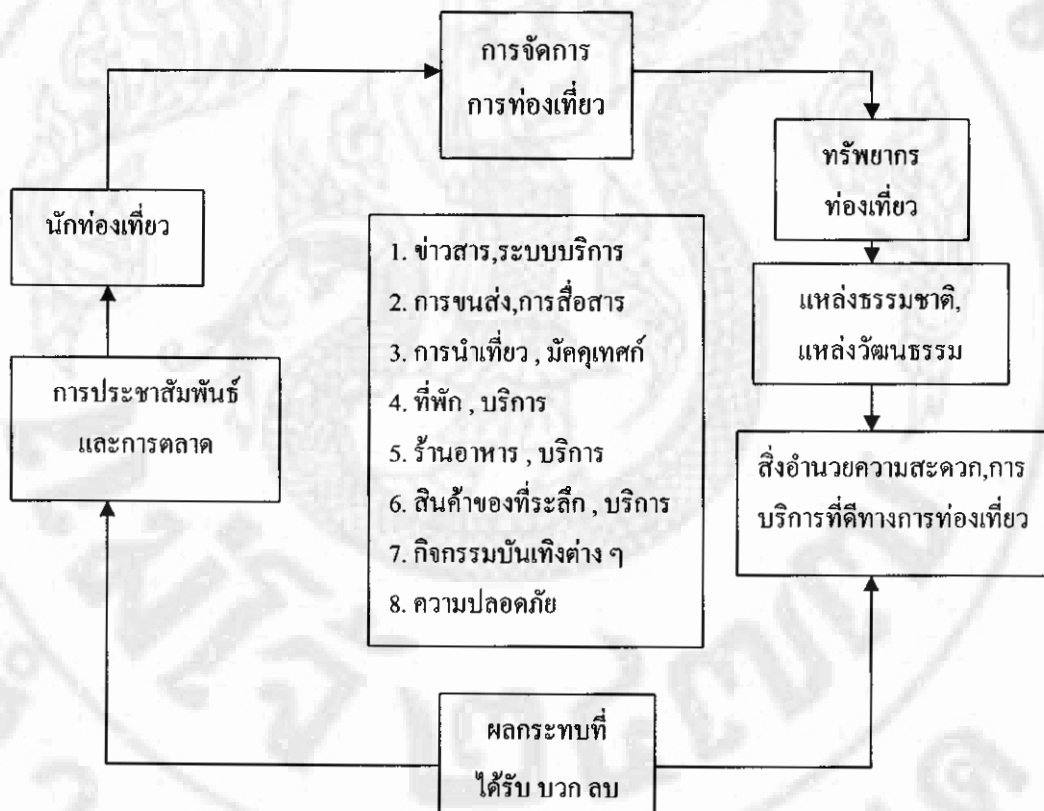 การจัดการ
การท่องเที่ยว
ทรัพยากร
ท่องเที่ยว
นักท่องเที่ยว
แหล่งธรรมชาติ,
แหล่งวัฒนธรรม
การประชาสัมพันธ์
และการตลาด
1. ข่าวสาร,ระบบบริการ
2. การขนส่ง,การสื่อสาร
3. การนำเที่ยว , มัคคุเทศก์
4. ที่พัก , บริการ
5. ร้านอาหาร , บริการ
6. สินค้าของที่ระลึก , บริการ
7. กิจกรรมบันเทิงต่าง ๆ
8. ความปลอดภัย
สิ่งอำนวยความสะดวก,การ
บริการที่ดีทางการท่องเที่ยว
ผลกระทบที่
ได้รับ บวก ลบ